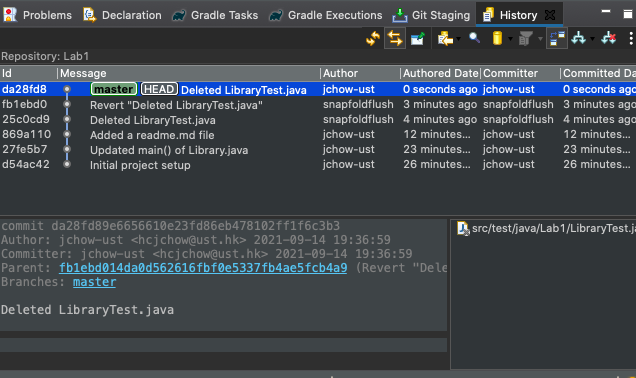 Problems Declaration Gradle Tasks Gradle Executions Git Staging History
Repository: Lab1
Id Message Author Authored Date Committer Committed Date
da28fd8 master HEAD Deleted LibraryTest.java jchow-ust 0 seconds ago jchow-ust 0 seconds ago
fb1ebd0 Revert "Deleted LibraryTest.java" snapfoldflush 3 minutes ago snapfoldflush 3 minutes ago
25c0cd9 Deleted LibraryTest.java snapfoldflush 4 minutes ago snapfoldflush 4 minutes ago
869a110 Added a readme.md file jchow-ust 12 minutes... jchow-ust 12 minutes...
27fe5b7 Updated main() of Library.java jchow-ust 23 minutes... jchow-ust 23 minutes...
d54ac42 Initial project setup jchow-ust 26 minutes... jchow-ust 26 minutes...
commit da28fd89e6656610e23fd86eb478102ff1f6c3b3
Author: jchow-ust <hcjchow@ust.hk> 2021-09-14 19:36:59
Committer: jchow-ust <hcjchow@ust.hk> 2021-09-14 19:36:59
Parent: fb1ebd014da0d562616fbf0e5337fb4ae5fcb4a9 (Revert "Dele
Branches: master
Deleted LibraryTest.java
src/test/java/Lab1/LibraryTest.ja